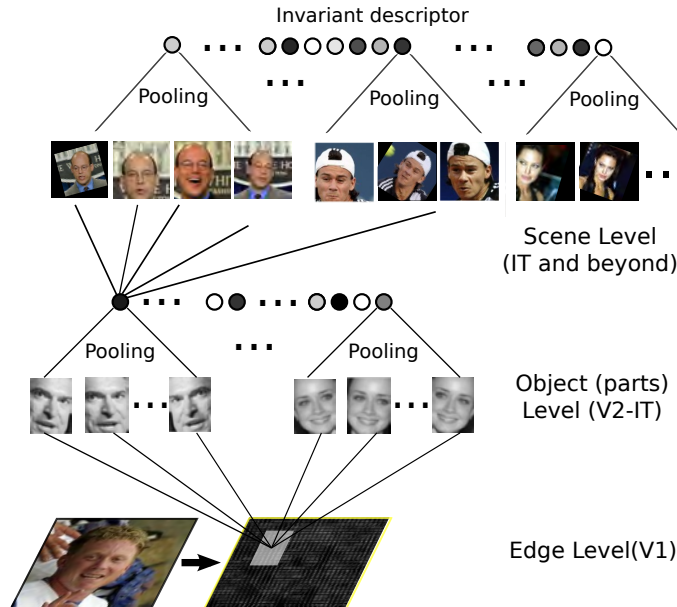 Invariant descriptor
Pooling
Pooling
Pooling
Scene Level
(IT and beyond)
Pooling
Pooling
Object (parts)
Level (V2-IT)
Edge Level(V1)